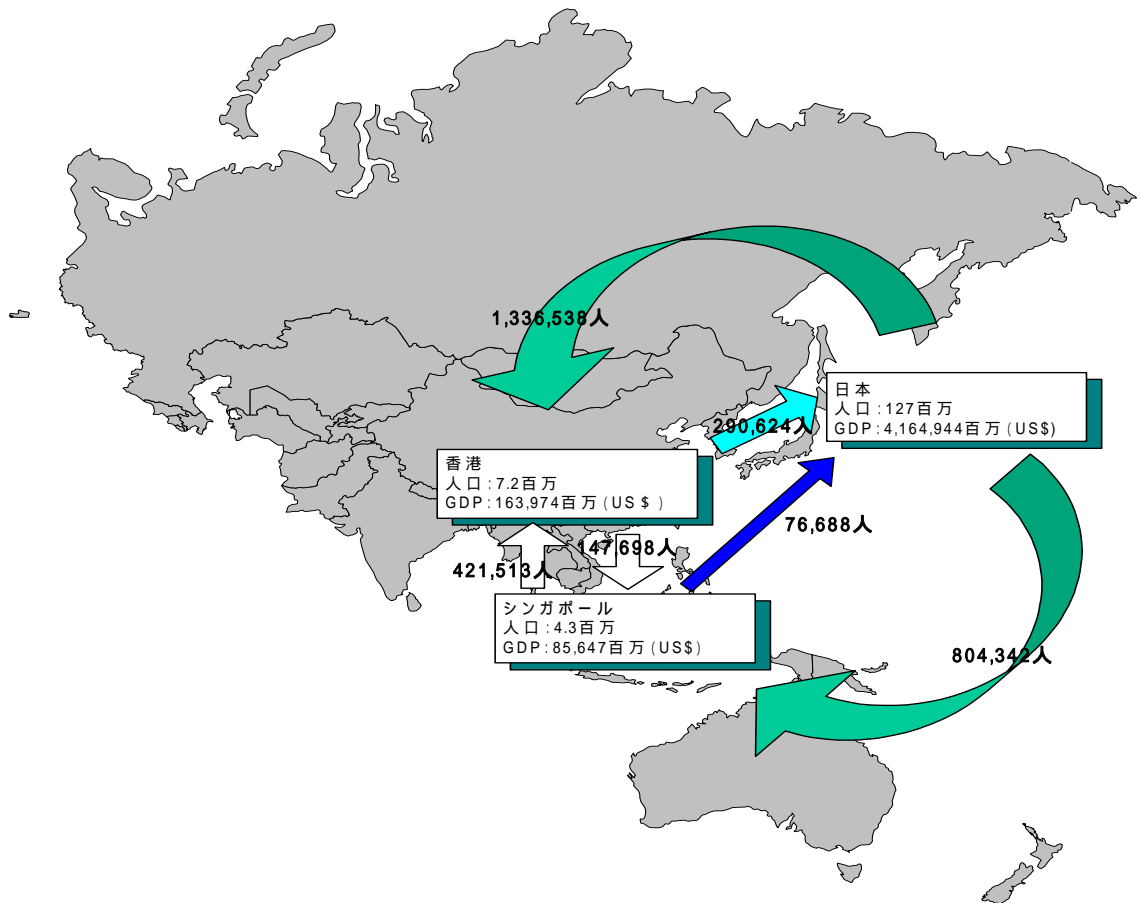 1,336,538人
日本
人口:127百万
GDP:4,164,944百万(US$)
290,624人
香港
人口:7.2百万
GDP:163,974百万(US$)
76,688人
147,698人
421,513人
シンガポール
人口:4.3百万
GDP:85,647百万(US$)
804,342人